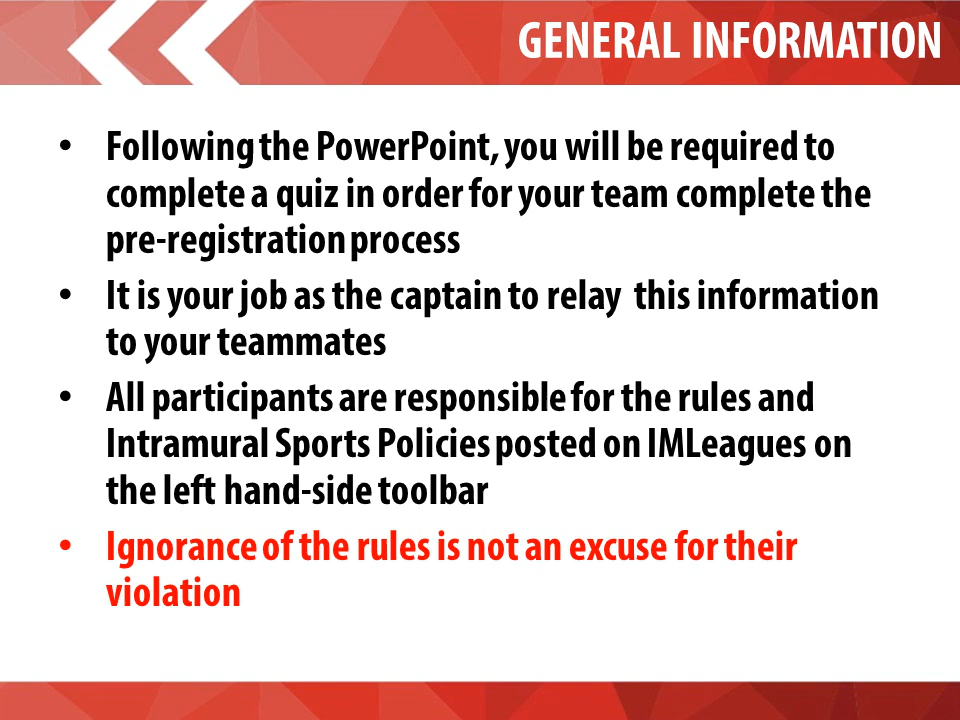 GENERAL INFORMATION
• Following the PowerPoint, you will be required to
complete a quiz in order for your team complete the
pre-registration process
• It is your job as the captain to relay  this information
to your teammates
• All participants are responsible for the rules and
Intramural Sports Policies posted on IMLeagues on
the left hand-side toolbar
• Ignorance of the rules is not an excuse for their
violation